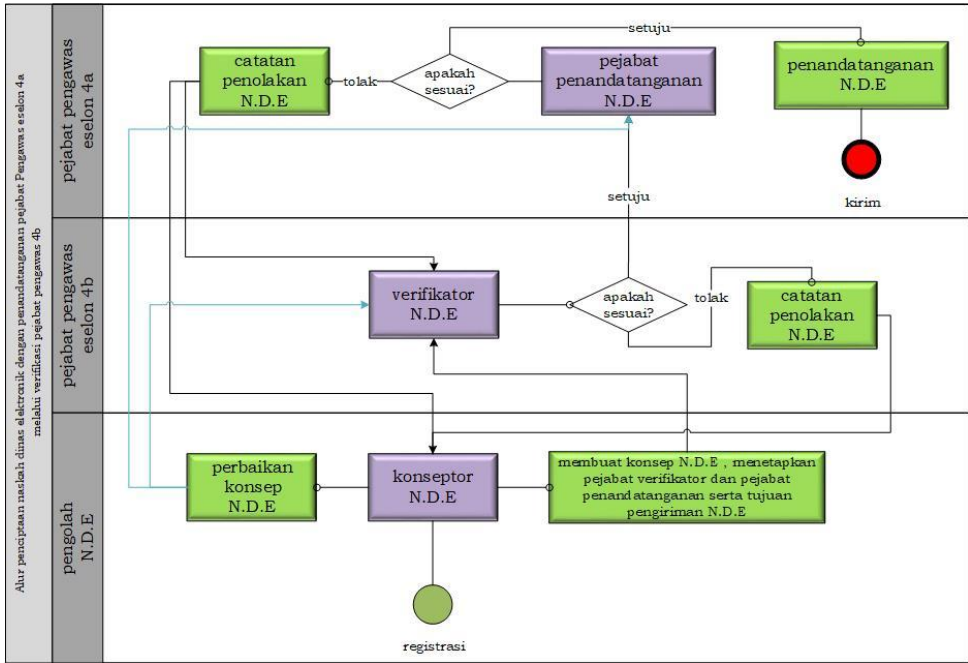 Alur penciptaan naskah dinas elektronik dengan penandatanganan pejabat Pengawas eselon 4a
melalui verifikasi pejabat pengawas 4b
pejabat pengawas
eselon 4a
catatan
penolakan
N.D.E
tolak
apakah
sesuai?
setuju
pejabat
penandatanganan
N.D.E
penandatanganan
N.D.E
kirim
pejabat pengawas
eselon 4b
verifikator
N.D.E
setuju
apakah
sesuai?
tolak
catatan
penolakan
N.D.E
pengolah
N.D.E
perbaikan
konsep
N.D.E
konseptor
N.D.E
membuat konsep N.D.E , menetapkan
pejabat verifikator dan pejabat
penandatanganan serta tujuan
pengiriman N.D.E
registrasi